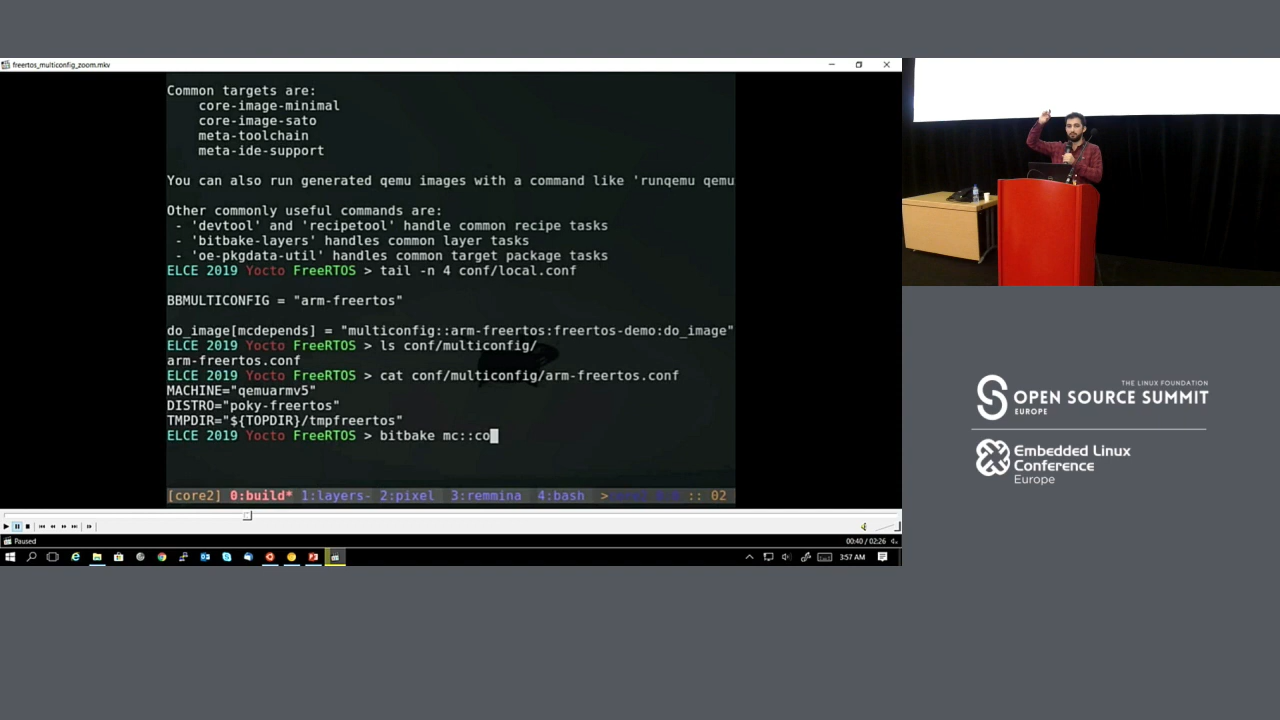 freertos_multiconfig_zoom.mkv
Common targets are:
core-image-minimal
core-image-sato
meta-toolchain
meta-ide-support
You can also run generated qemu images with a command like 'runqemu qemu
Other commonly useful commands are:
- 'devtool' and 'recipetool' handle common recipe tasks
- 'bitbake-layers' handles common layer tasks
- 'oe-pkgdata-util' handles common target package tasks
ELCE 2019 Yocto FreeRTOS > tail -n 4 conf/local.conf
BBMULTICONFIG = "arm-freertos"
do_image[mcdepends] = "multiconfig::arm-freertos:freertos-demo:do_image"
ELCE 2019 Yocto FreeRTOS > ls conf/multiconfig/
arm-freertos.conf
ELCE 2019 Yocto FreeRTOS > cat conf/multiconfig/arm-freertos.conf
MACHINE="qemuarmv5"
DISTRO="poky-freertos"
TMPDIR="${TOPDIR}/tmpfreertos"
ELCE 2019 Yocto FreeRTOS > bitbake mc::co
[core2] 0:build* 1:layers- 2:pixel 3:remmina 4:bash > :: 02
Paused
00:40 / 02:26
3:57 AM
THE LINUX FOUNDATION
OPEN SOURCE SUMMIT
EUROPE
Embedded Linux
Conference
Europe